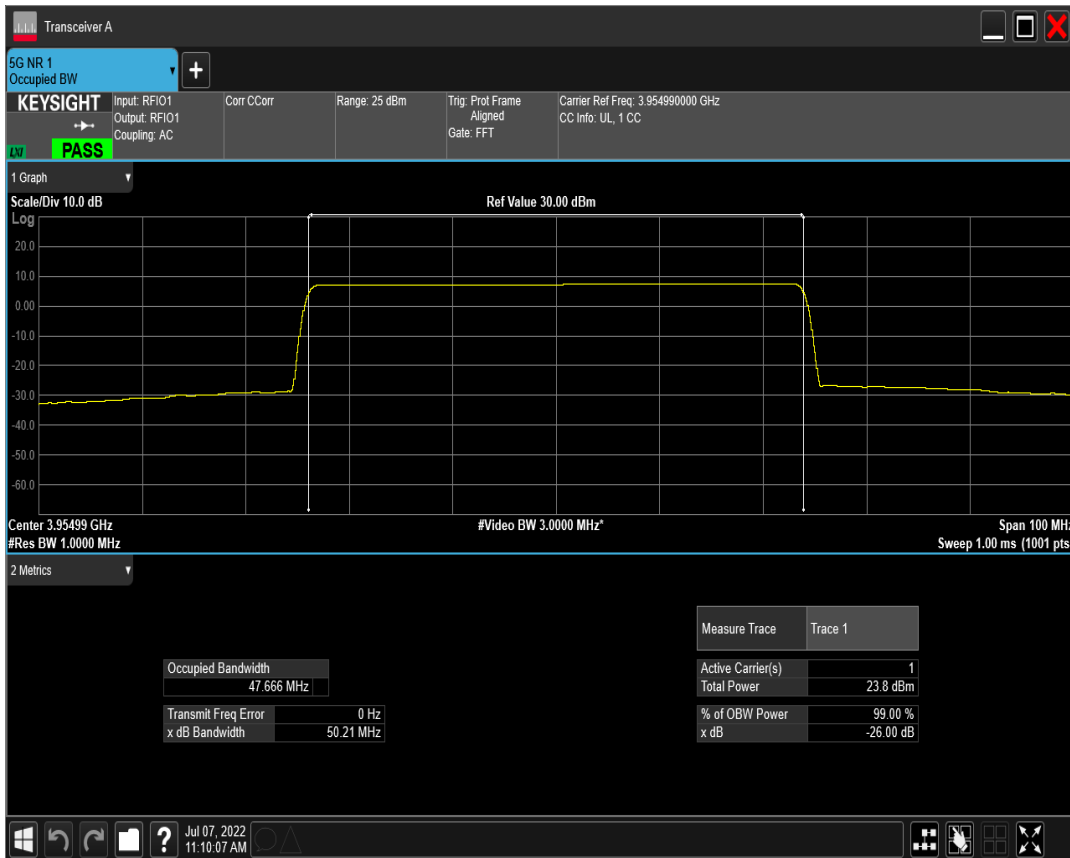 Transceiver A
5G NR 1
Occupied BW
KEYSIGHT
LXI
PASS
Input: RFIO1
Output: RFIO1
Coupling: AC
Corr CCorr
Range: 25 dBm
Trig: Prot Frame
Aligned
Gate: FFT
Carrier Ref Freq: 3.954990000 GHz
CC Info: UL, 1 CC
1 Graph
Scale/Div 10.0 dB
Ref Value 30.00 dBm
Log
20.0
10.0
0.00
-10.0
-20.0
-30.0
-40.0
-50.0
-60.0
Center 3.95499 GHz
#Video BW 3.0000 MHz*
Span 100 MHz
#Res BW 1.0000 MHz
Sweep 1.00 ms (1001 pts
2 Metrics
Measure Trace Trace 1
Occupied Bandwidth
47.666 MHz
Active Carrier(s) 1
Total Power 23.8 dBm
Transmit Freq Error 0 Hz
x dB Bandwidth 50.21 MHz
% of OBW Power 99.00 %
x dB -26.00 dB
?
Jul 07, 2022
11:10:07 AM